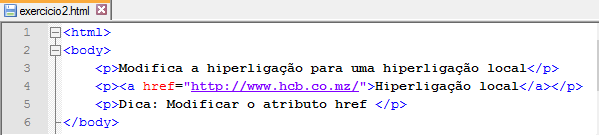 exercicio2.html
1 <html>
2 <body>
3 <p>Modifica a hiperligação para uma hiperligação local</p>
4 <p><a href="http://www.hcb.co.mz/">Hiperligação local</a></p>
5 <p>Dica: Modificar o atributo href </p>
6 </body>